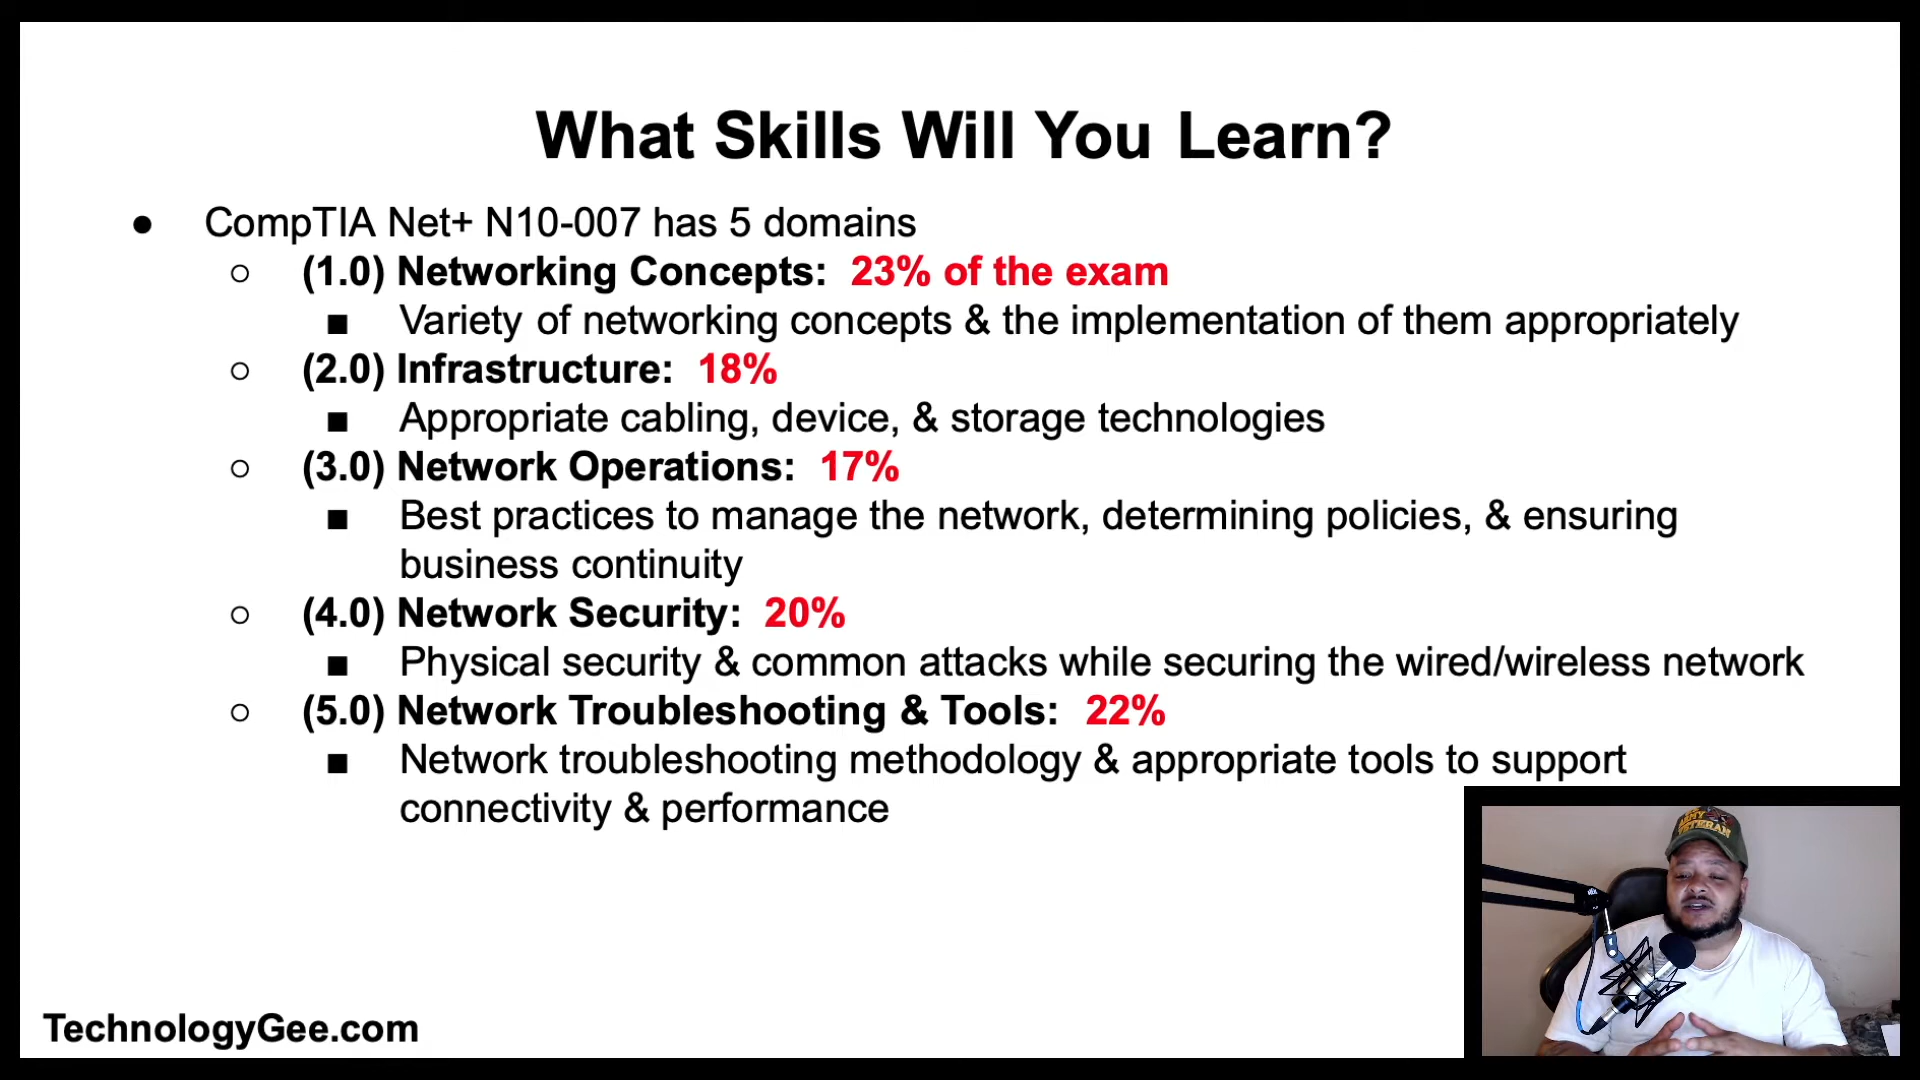 What Skills Will You Learn?
● CompTIA Net+ N10-007 has 5 domains
○ (1.0) Networking Concepts: 23% of the exam
■ Variety of networking concepts & the implementation of them appropriately
○ (2.0) Infrastructure: 18%
■ Appropriate cabling, device, & storage technologies
○ (3.0) Network Operations: 17%
■ Best practices to manage the network, determining policies, & ensuring
business continuity
○ (4.0) Network Security: 20%
■ Physical security & common attacks while securing the wired/wireless network
○ (5.0) Network Troubleshooting & Tools: 22%
■ Network troubleshooting methodology & appropriate tools to support
connectivity & performance
ARMY
VETERAN
TechnologyGee.com